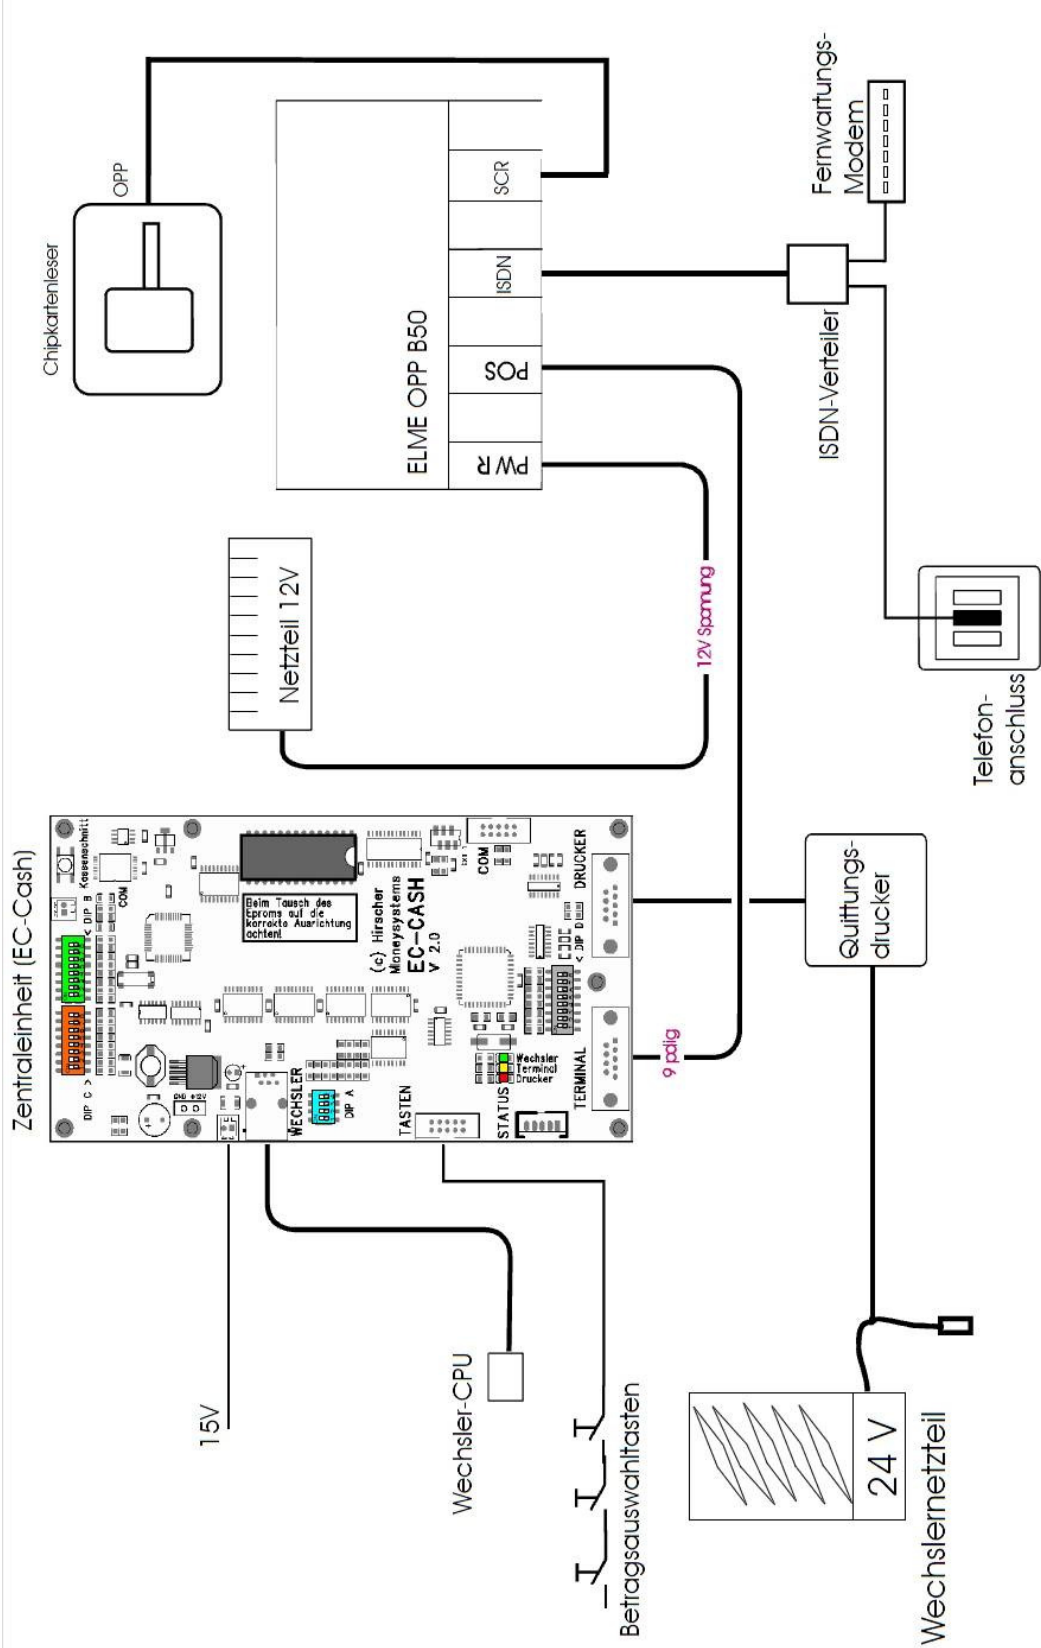 Zentraleinheit (EC-Cash)
Chipkartenleser
OPP
ELME OPP B50
PWR
POS
ISDN
SCR
Netzteil 12V
12V Spannung
9 polig
Fernwartungs-
Modem
ISDN-Verteiler
Telefon-
anschluss
Quittungs-
drucker
15V
Wechsler-CPU
Betragsauswahltasten
24 V
Wechslernetzteil
DIP C >
< DIP B
Kassenschnitt
COM
GND +12V
Beim Tausch des
Eproms auf die
korrekte Ausrichtung
achten!
(c) Hirscher
Moneysystems
EC-CASH
V 2.0
WECHSLER
DIP A
TASTEN
STATUS
Wechsler
Terminal
Drucker
TERMINAL
< DIP D
DRUCKER
COM